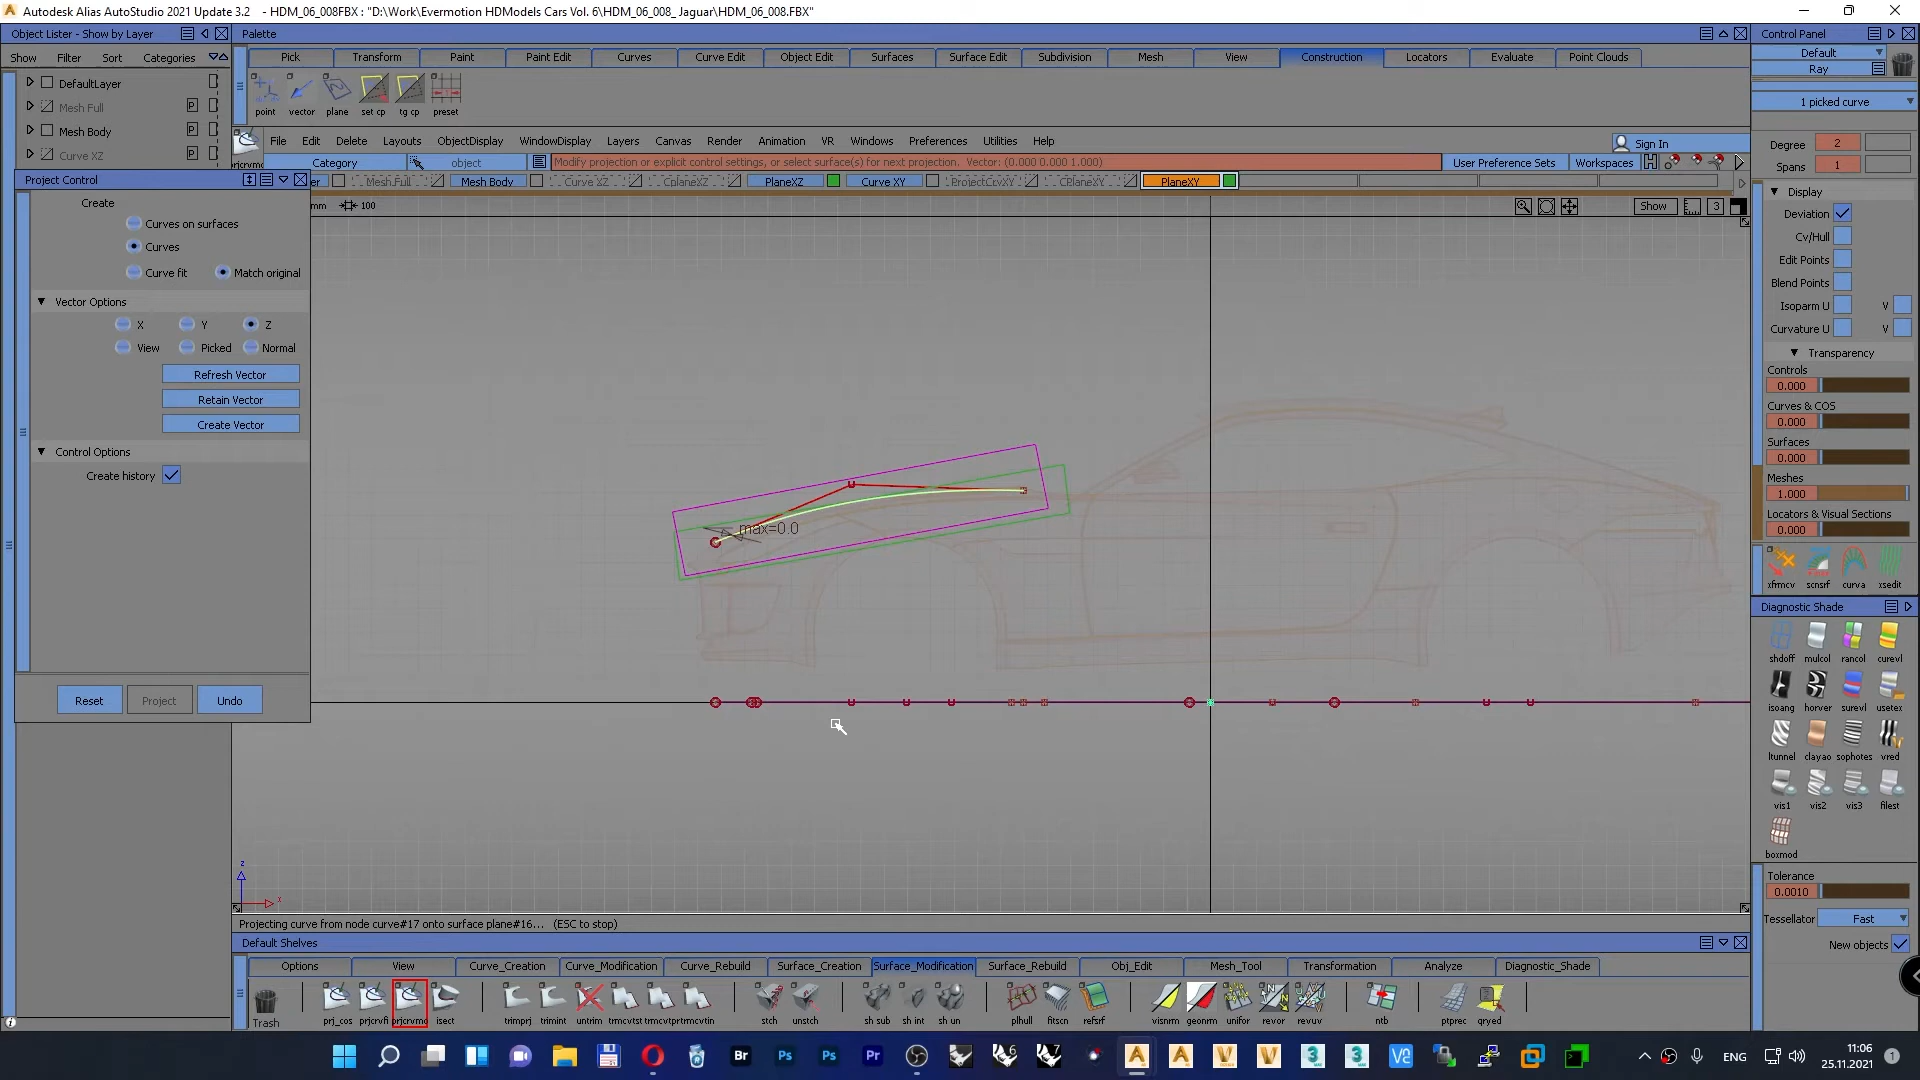 Autodesk Alias AutoStudio 2021 Update 3.2 - HDM_06_008FBX : "D:\Work\Evermotion HDModels Cars Vol. 6\HDM_06_008_ Jaguar\HDM_06_008.FBX"
Object Lister - Show by Layer
Palette
Control Panel
Show Filter Sort Categories
Pick Transform Paint Paint Edit Curves Curve Edit Object Edit Surfaces Surface Edit Subdivision Mesh View Construction Locators Evaluate Point Clouds
Default
Ray
DefaultLayer
Mesh Full P
Mesh Body P
Curve XZ P
point vector plane set cp tg cp preset
1 picked curve
File Edit Delete Layouts ObjectDisplay WindowDisplay Layers Canvas Render Animation VR Windows Preferences Utilities Help
Sign In
Degree 2
Spans 1
Category object Modify projection or explicit control settings, or select surface(s) for next projection. Vector: (0.000 0.000 1.000)
User Preference Sets Workspaces
Mesh Full Mesh Body Curve XZ CplaneXZ PlaneXZ Curve XY ProjectCrvXY CRPlaneXY PlaneXY
mm 100
Show 3
Project Control
Create
Curves on surfaces
Curves
Curve fit Match original
Vector Options
X Y Z
View Picked Normal
Refresh Vector
Retain Vector
Create Vector
Control Options
Create history
Reset Project Undo
max=0.0
z
x
Display
Deviation
Cv/Hull
Edit Points
Blend Points
Isoparm U V
Curvature U V
Transparency
Controls
0.000
Curves & COS
0.000
Surfaces
0.000
Meshes
1.000
Locators & Visual Sections
0.000
xfrmcv scnsrf curva xsedit
Diagnostic Shade
shdoff mulcol rancol curevl
isoang horver surevl usetex
ltunnel clayao sophotes vred
vis1 vis2 vis3 filest
boxmod
Tolerance
0.0010
Tessellator Fast
New objects
Projecting curve from node curve#17 onto surface plane#16... (ESC to stop)
Default Shelves
Options View Curve_Creation Curve_Modification Curve_Rebuild Surface_Creation Surface_Modification Surface_Rebuild Obj_Edit Mesh_Tool Transformation Analyze Diagnostic_Shade
Trash prj_cos prjcrvfi prjcrvmo isect trimprj trimint untrim trmcvtst trmcvtprtrmcvtin stch unstch sh sub sh int sh un plhull fitscn refsrf visnrm geonrm unifor revor revuv ntb ptprec qryed
Br Ps Ps Pr 6 7 3 3
ENG
11:06
25.11.2021
1